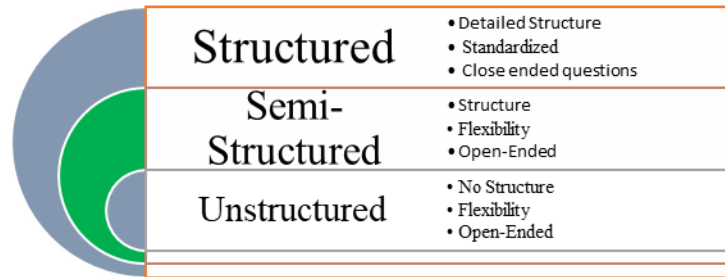 Structured
• Detailed Structure
• Standardized
• Close ended questions
Semi-
Structured
• Structure
• Flexibility
• Open-Ended
Unstructured
• No Structure
• Flexibility
• Open-Ended